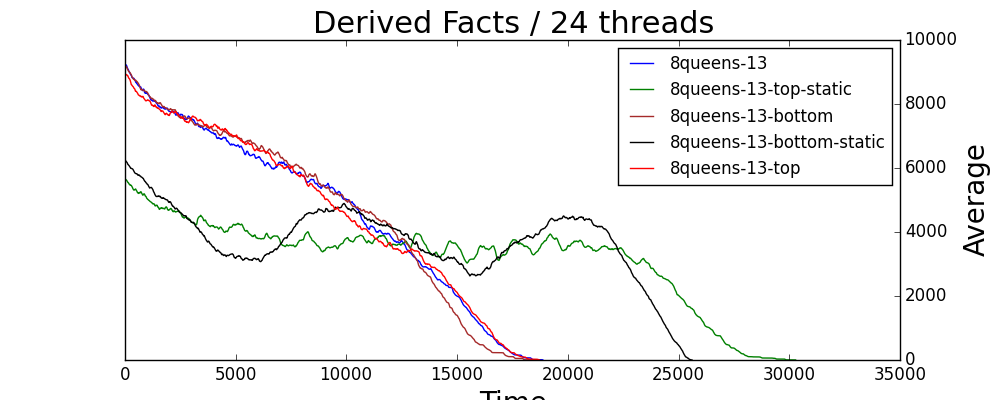 Derived Facts / 24 threads
10000
8000
6000
4000
2000
0
Average
8queens-13
8queens-13-top-static
8queens-13-bottom
8queens-13-bottom-static
8queens-13-top
0 5000 10000 15000 20000 25000 30000 35000
Time